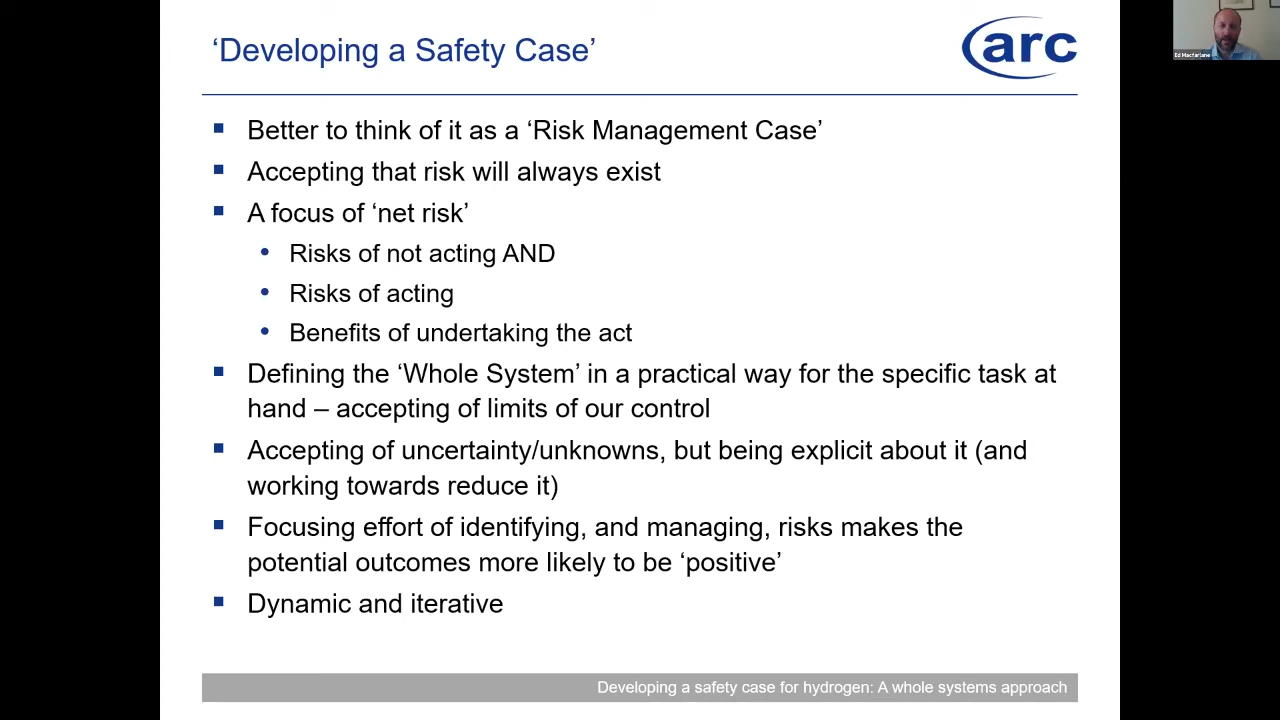 ‘Developing a Safety Case’
arc
Ed Macfarlane
Better to think of it as a ‘Risk Management Case’
Accepting that risk will always exist
A focus of ‘net risk’
Risks of not acting AND
Risks of acting
Benefits of undertaking the act
Defining the ‘Whole System’ in a practical way for the specific task at
hand – accepting of limits of our control
Accepting of uncertainty/unknowns, but being explicit about it (and
working towards reduce it)
Focusing effort of identifying, and managing, risks makes the
potential outcomes more likely to be ‘positive’
Dynamic and iterative
Developing a safety case for hydrogen: A whole systems approach